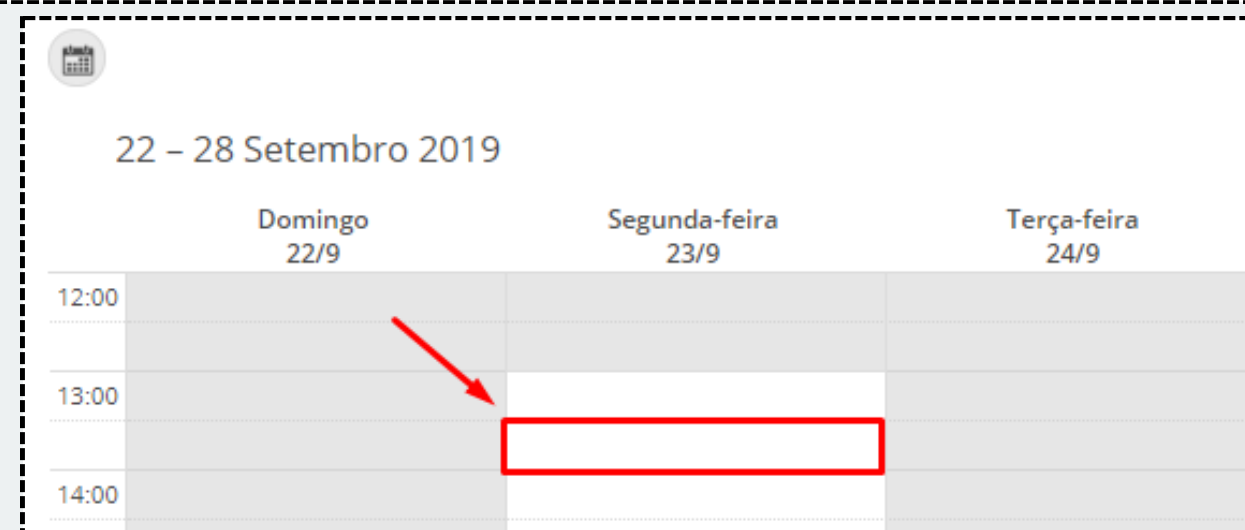 22 – 28 Setembro 2019
Domingo Segunda-feira Terça-feira
22/9 23/9 24/9
12:00
13:00
14:00